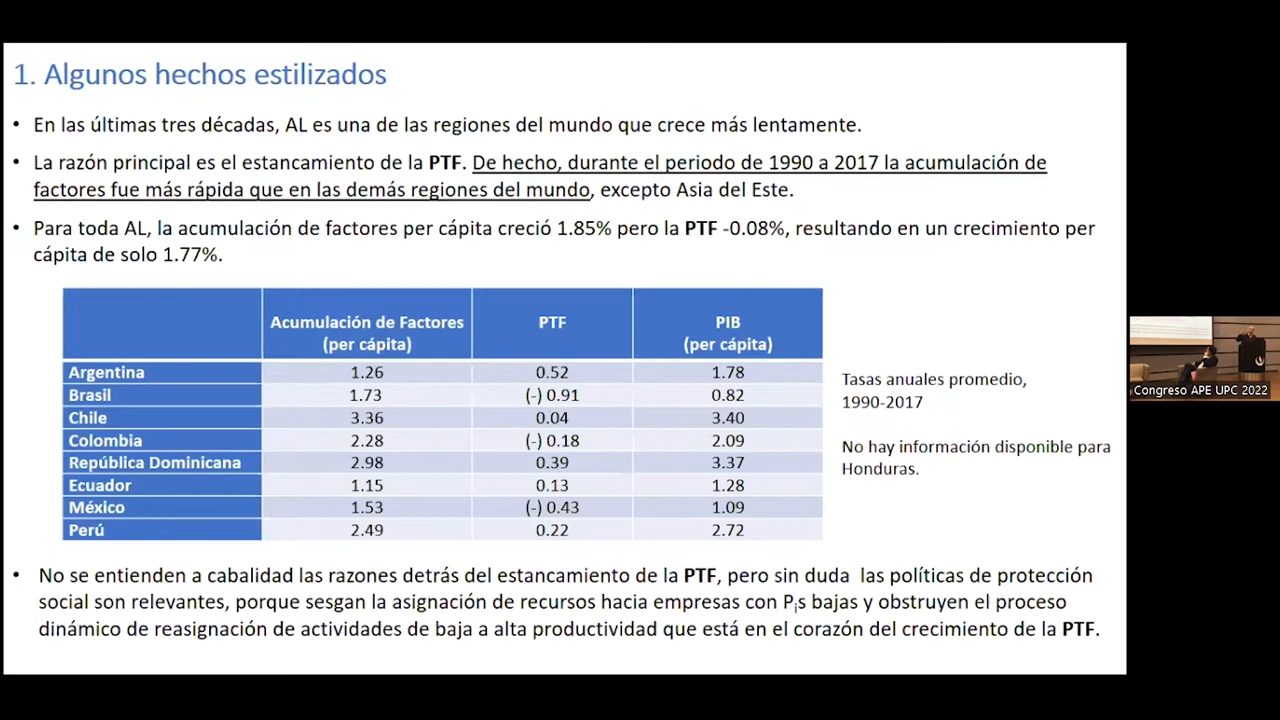 1. Algunos hechos estilizados
• En las últimas tres décadas, AL es una de las regiones del mundo que crece más lentamente.
• La razón principal es el estancamiento de la PTF. De hecho, durante el periodo de 1990 a 2017 la acumulación de
factores fue más rápida que en las demás regiones del mundo, excepto Asia del Este.
• Para toda AL, la acumulación de factores per cápita creció 1.85% pero la PTF -0.08%, resultando en un crecimiento per
cápita de solo 1.77%.
Acumulación de Factores PTF PIB
(per cápita) (per cápita)
Argentina 1.26 0.52 1.78
Brasil 1.73 (-) 0.91 0.82
Chile 3.36 0.04 3.40
Colombia 2.28 (-) 0.18 2.09
República Dominicana 2.98 0.39 3.37
Ecuador 1.15 0.13 1.28
México 1.53 (-) 0.43 1.09
Perú 2.49 0.22 2.72
Tasas anuales promedio,
1990-2017
No hay información disponible para
Honduras.
• No se entienden a cabalidad las razones detrás del estancamiento de la PTF, pero sin duda las políticas de protección
social son relevantes, porque sesgan la asignación de recursos hacia empresas con Pis bajas y obstruyen el proceso
dinámico de reasignación de actividades de baja a alta productividad que está en el corazón del crecimiento de la PTF.
Congreso APE UPC 2022